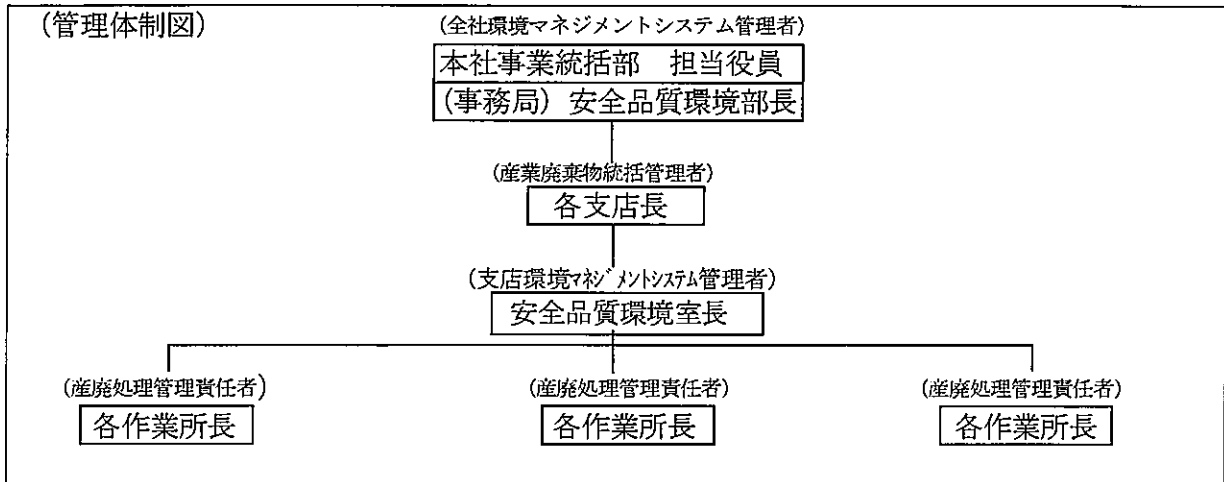 (管理体制図)
(全社環境マネジメントシステム管理者)
本社事業統括部　担当役員
(事務局) 安全品質環境部長
(産業廃棄物統括管理者)
各支店長
(支店環境マネジメントシステム管理者)
安全品質環境室長
(産廃処理管理責任者)
(産廃処理管理責任者)
(産廃処理管理責任者)
各作業所長
各作業所長
各作業所長